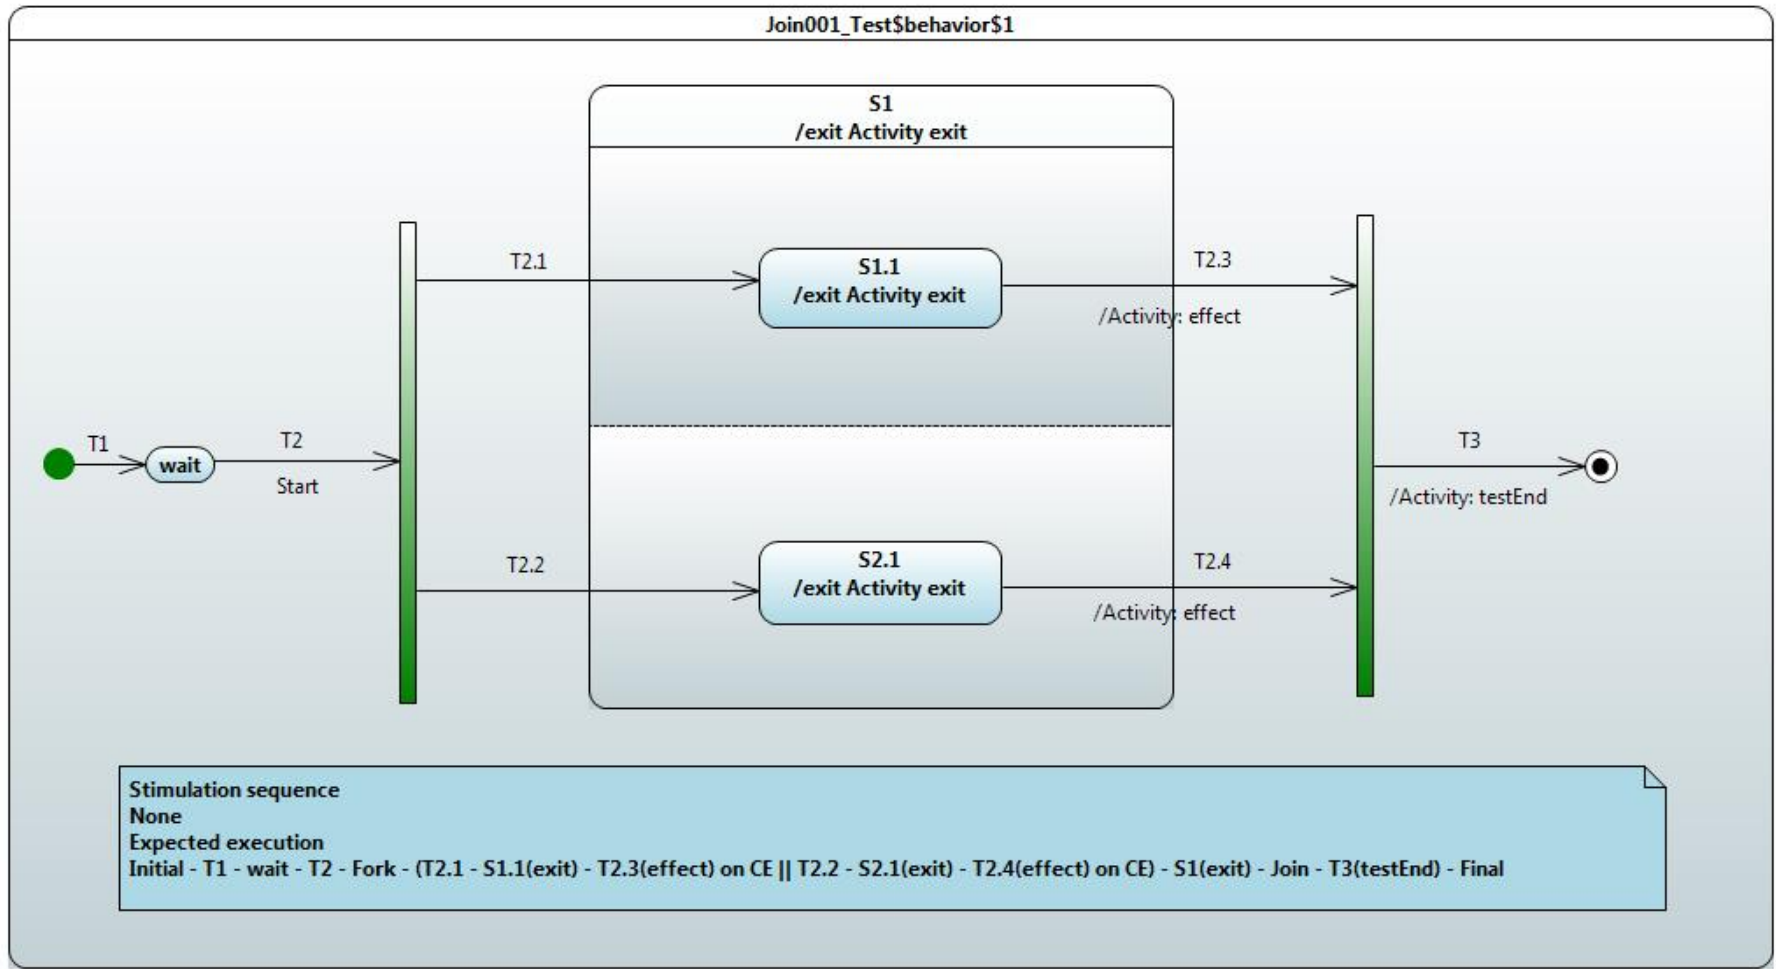 Join001_Test$behavior$1
S1
/exit Activity exit
T2.1
S1.1
/exit Activity exit
T2.3
/Activity: effect
T1
wait
T2
Start
T3
/Activity: testEnd
T2.2
S2.1
/exit Activity exit
T2.4
/Activity: effect
Stimulation sequence
None
Expected execution
Initial - T1 - wait - T2 - Fork - (T2.1 - S1.1(exit) - T2.3(effect) on CE || T2.2 - S2.1(exit) - T2.4(effect) on CE) - S1(exit) - Join - T3(testEnd) - Final